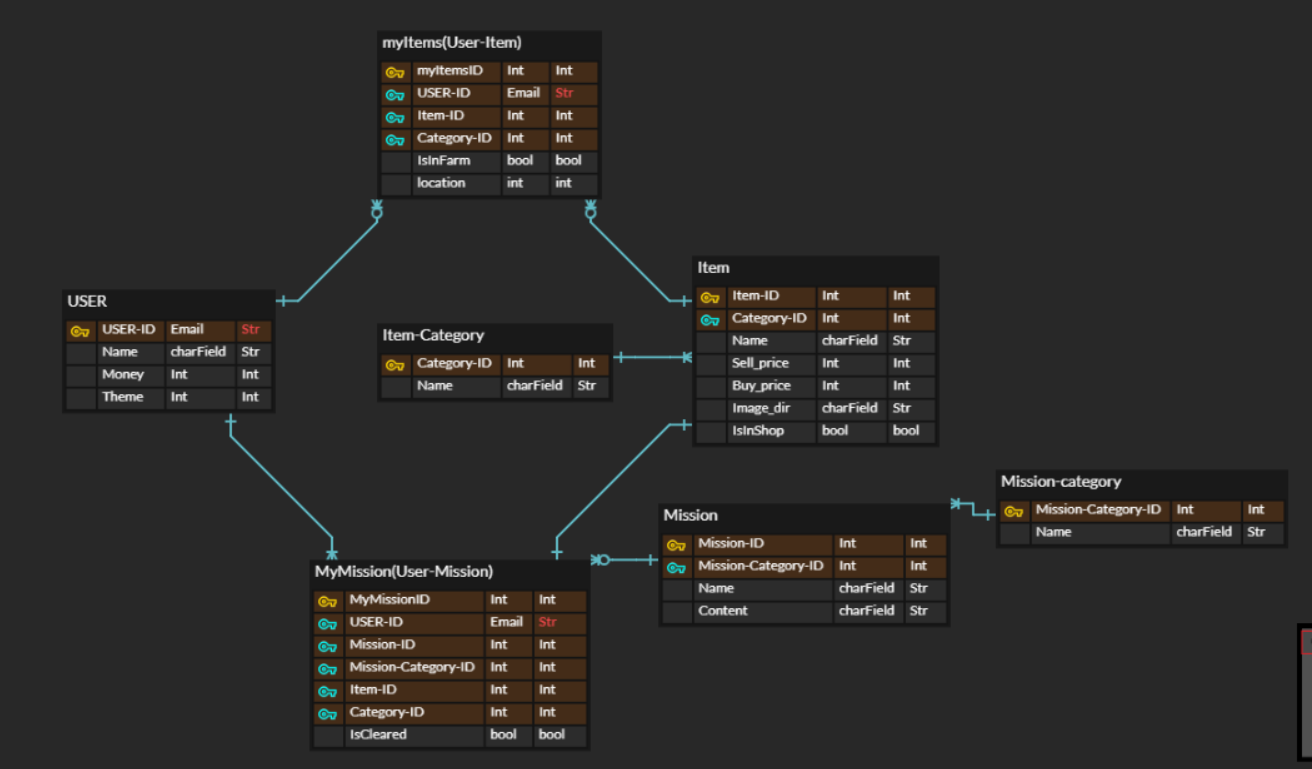 myItems(User-Item)
myItemsID Int Int
USER-ID Email Str
Item-ID Int Int
Category-ID Int Int
IsInFarm bool bool
location int int
USER
USER-ID Email Str
Name charField Str
Money Int Int
Theme Int Int
Item-Category
Category-ID Int Int
Name charField Str
Item
Item-ID Int Int
Category-ID Int Int
Name charField Str
Sell_price Int Int
Buy_price Int Int
Image_dir charField Str
IsInShop bool bool
Mission-category
Mission-Category-ID Int Int
Name charField Str
Mission
Mission-ID Int Int
Mission-Category-ID Int Int
Name charField Str
Content charField Str
MyMission(User-Mission)
MyMissionID Int Int
USER-ID Email Str
Mission-ID Int Int
Mission-Category-ID Int Int
Item-ID Int Int
Category-ID Int Int
IsCleared bool bool